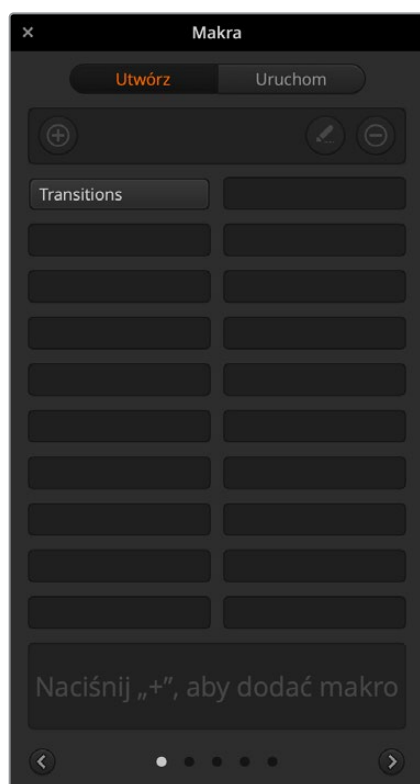 Makra
Utwórz Uruchom
Transitions
Naciśnij „+”, aby dodać makro